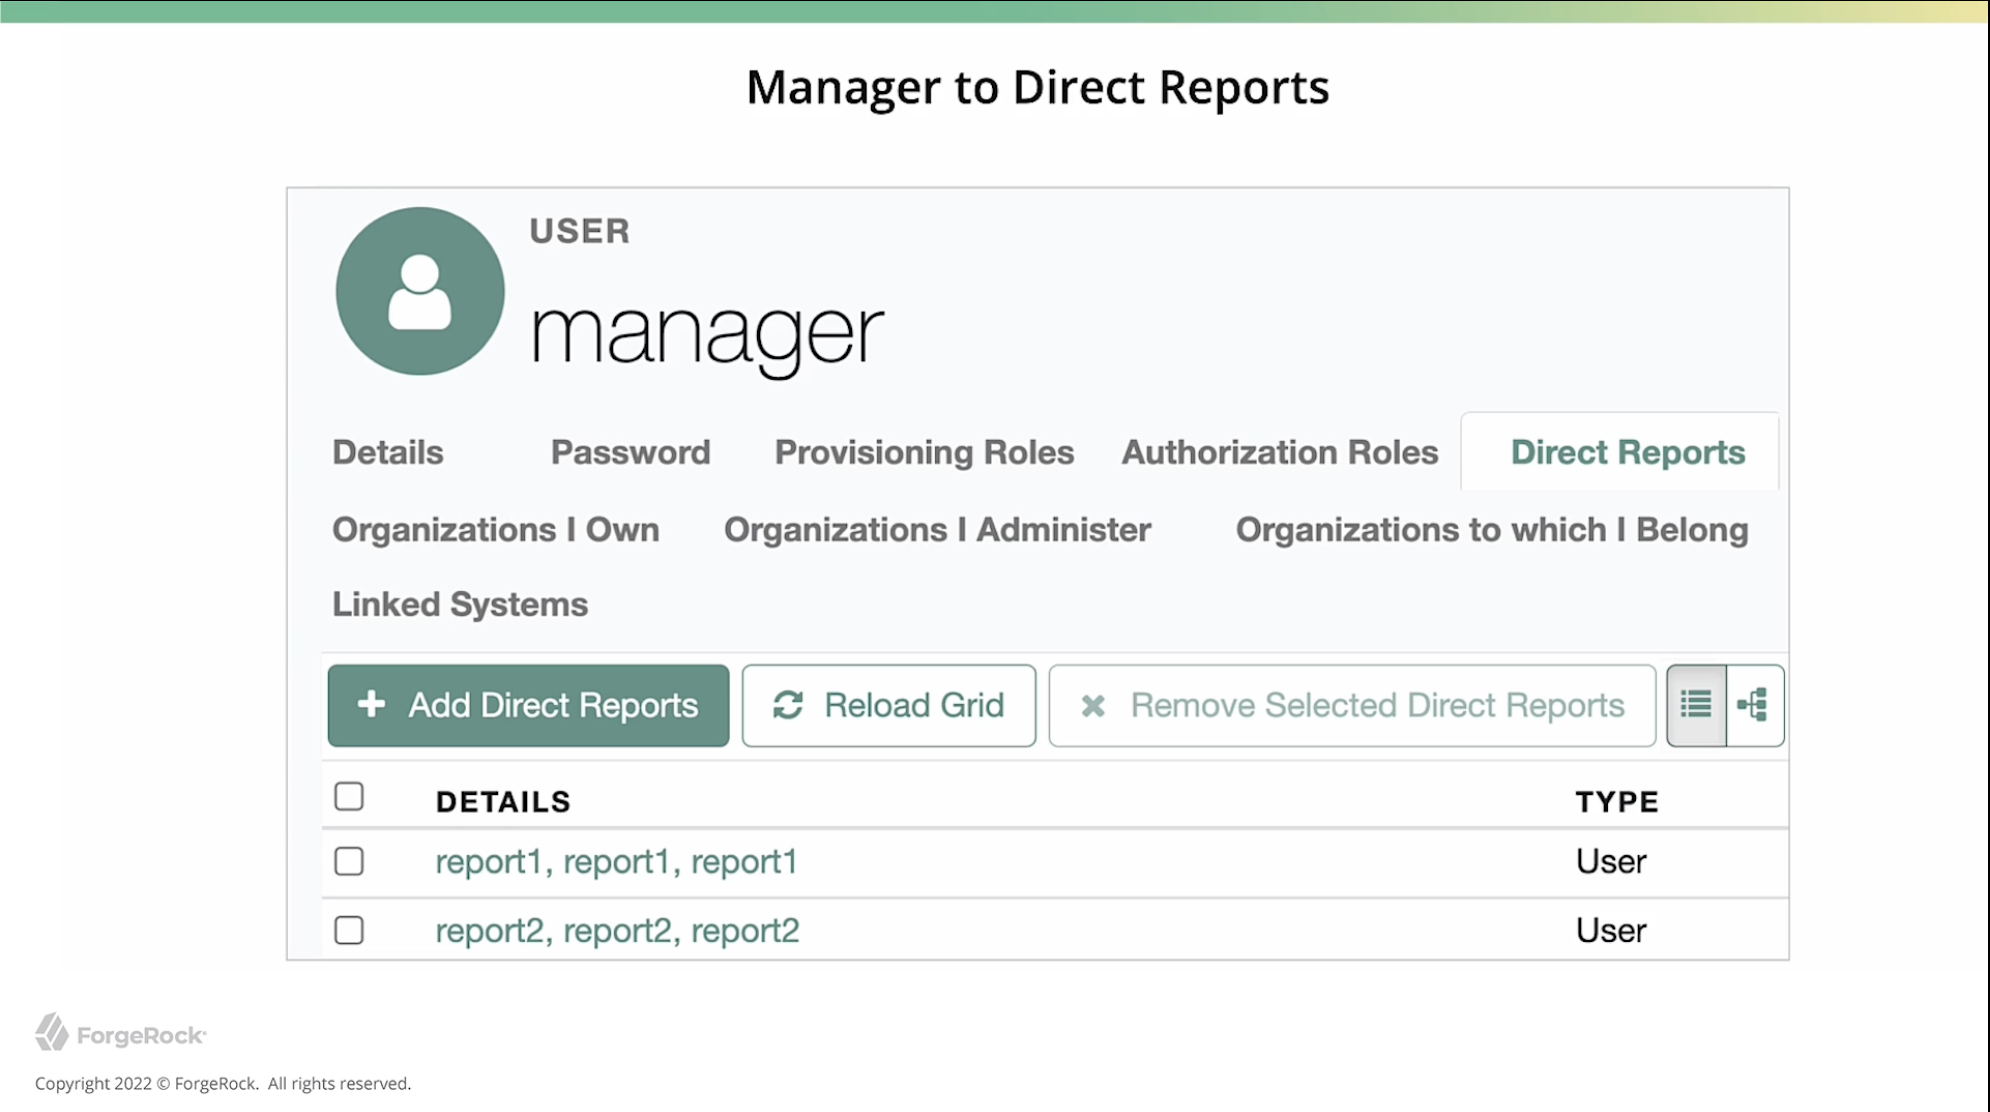 Manager to Direct Reports
USER
manager
Details Password Provisioning Roles Authorization Roles Direct Reports
Organizations I Own Organizations I Administer Organizations to which I Belong
Linked Systems
+ Add Direct Reports Reload Grid × Remove Selected Direct Reports
DETAILS TYPE
report1, report1, report1 User
report2, report2, report2 User
ForgeRock
Copyright 2022 © ForgeRock. All rights reserved.